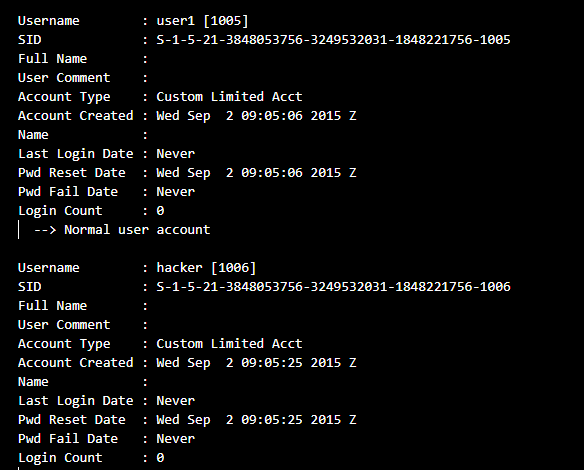 Username        : user1 [1005]
SID             : S-1-5-21-3848053756-3249532031-1848221756-1005
Full Name       :
User Comment    :
Account Type    : Custom Limited Acct
Account Created : Wed Sep  2 09:05:06 2015 Z
Name            :
Last Login Date : Never
Pwd Reset Date  : Wed Sep  2 09:05:06 2015 Z
Pwd Fail Date   : Never
Login Count     : 0
  --> Normal user account

Username        : hacker [1006]
SID             : S-1-5-21-3848053756-3249532031-1848221756-1006
Full Name       :
User Comment    :
Account Type    : Custom Limited Acct
Account Created : Wed Sep  2 09:05:25 2015 Z
Name            :
Last Login Date : Never
Pwd Reset Date  : Wed Sep  2 09:05:25 2015 Z
Pwd Fail Date   : Never
Login Count     : 0